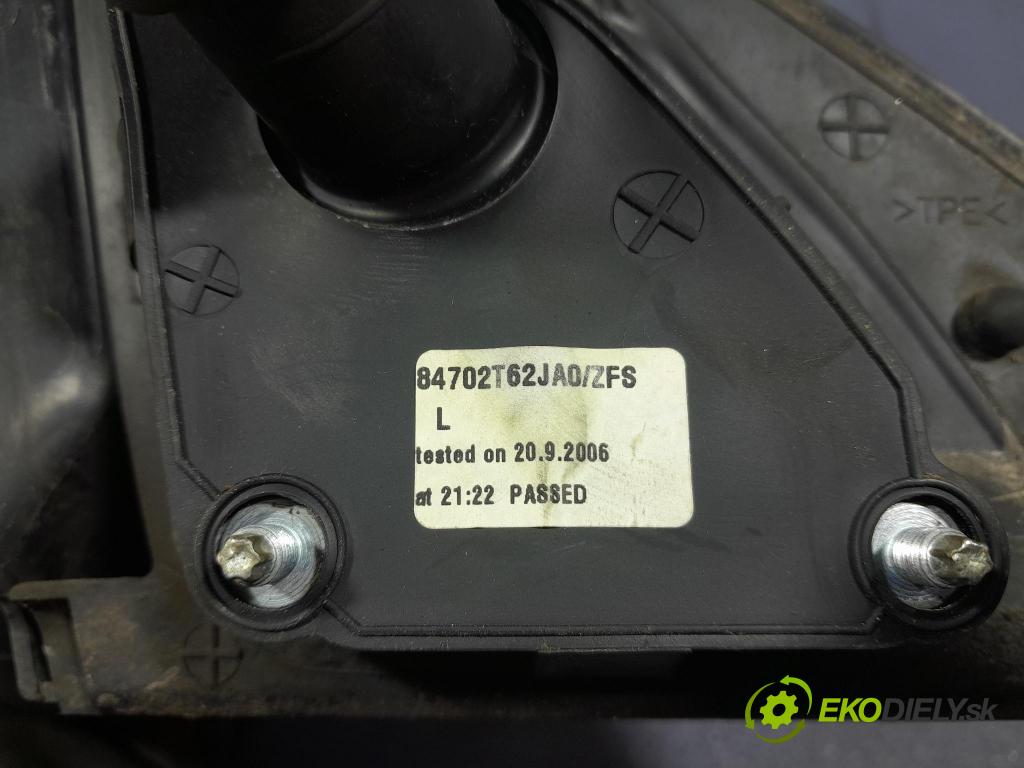 >TPE<
84702T62JA0/ZFS
L
tested on 20.9.2006
at 21:22 PASSED
EKODIELY.sk